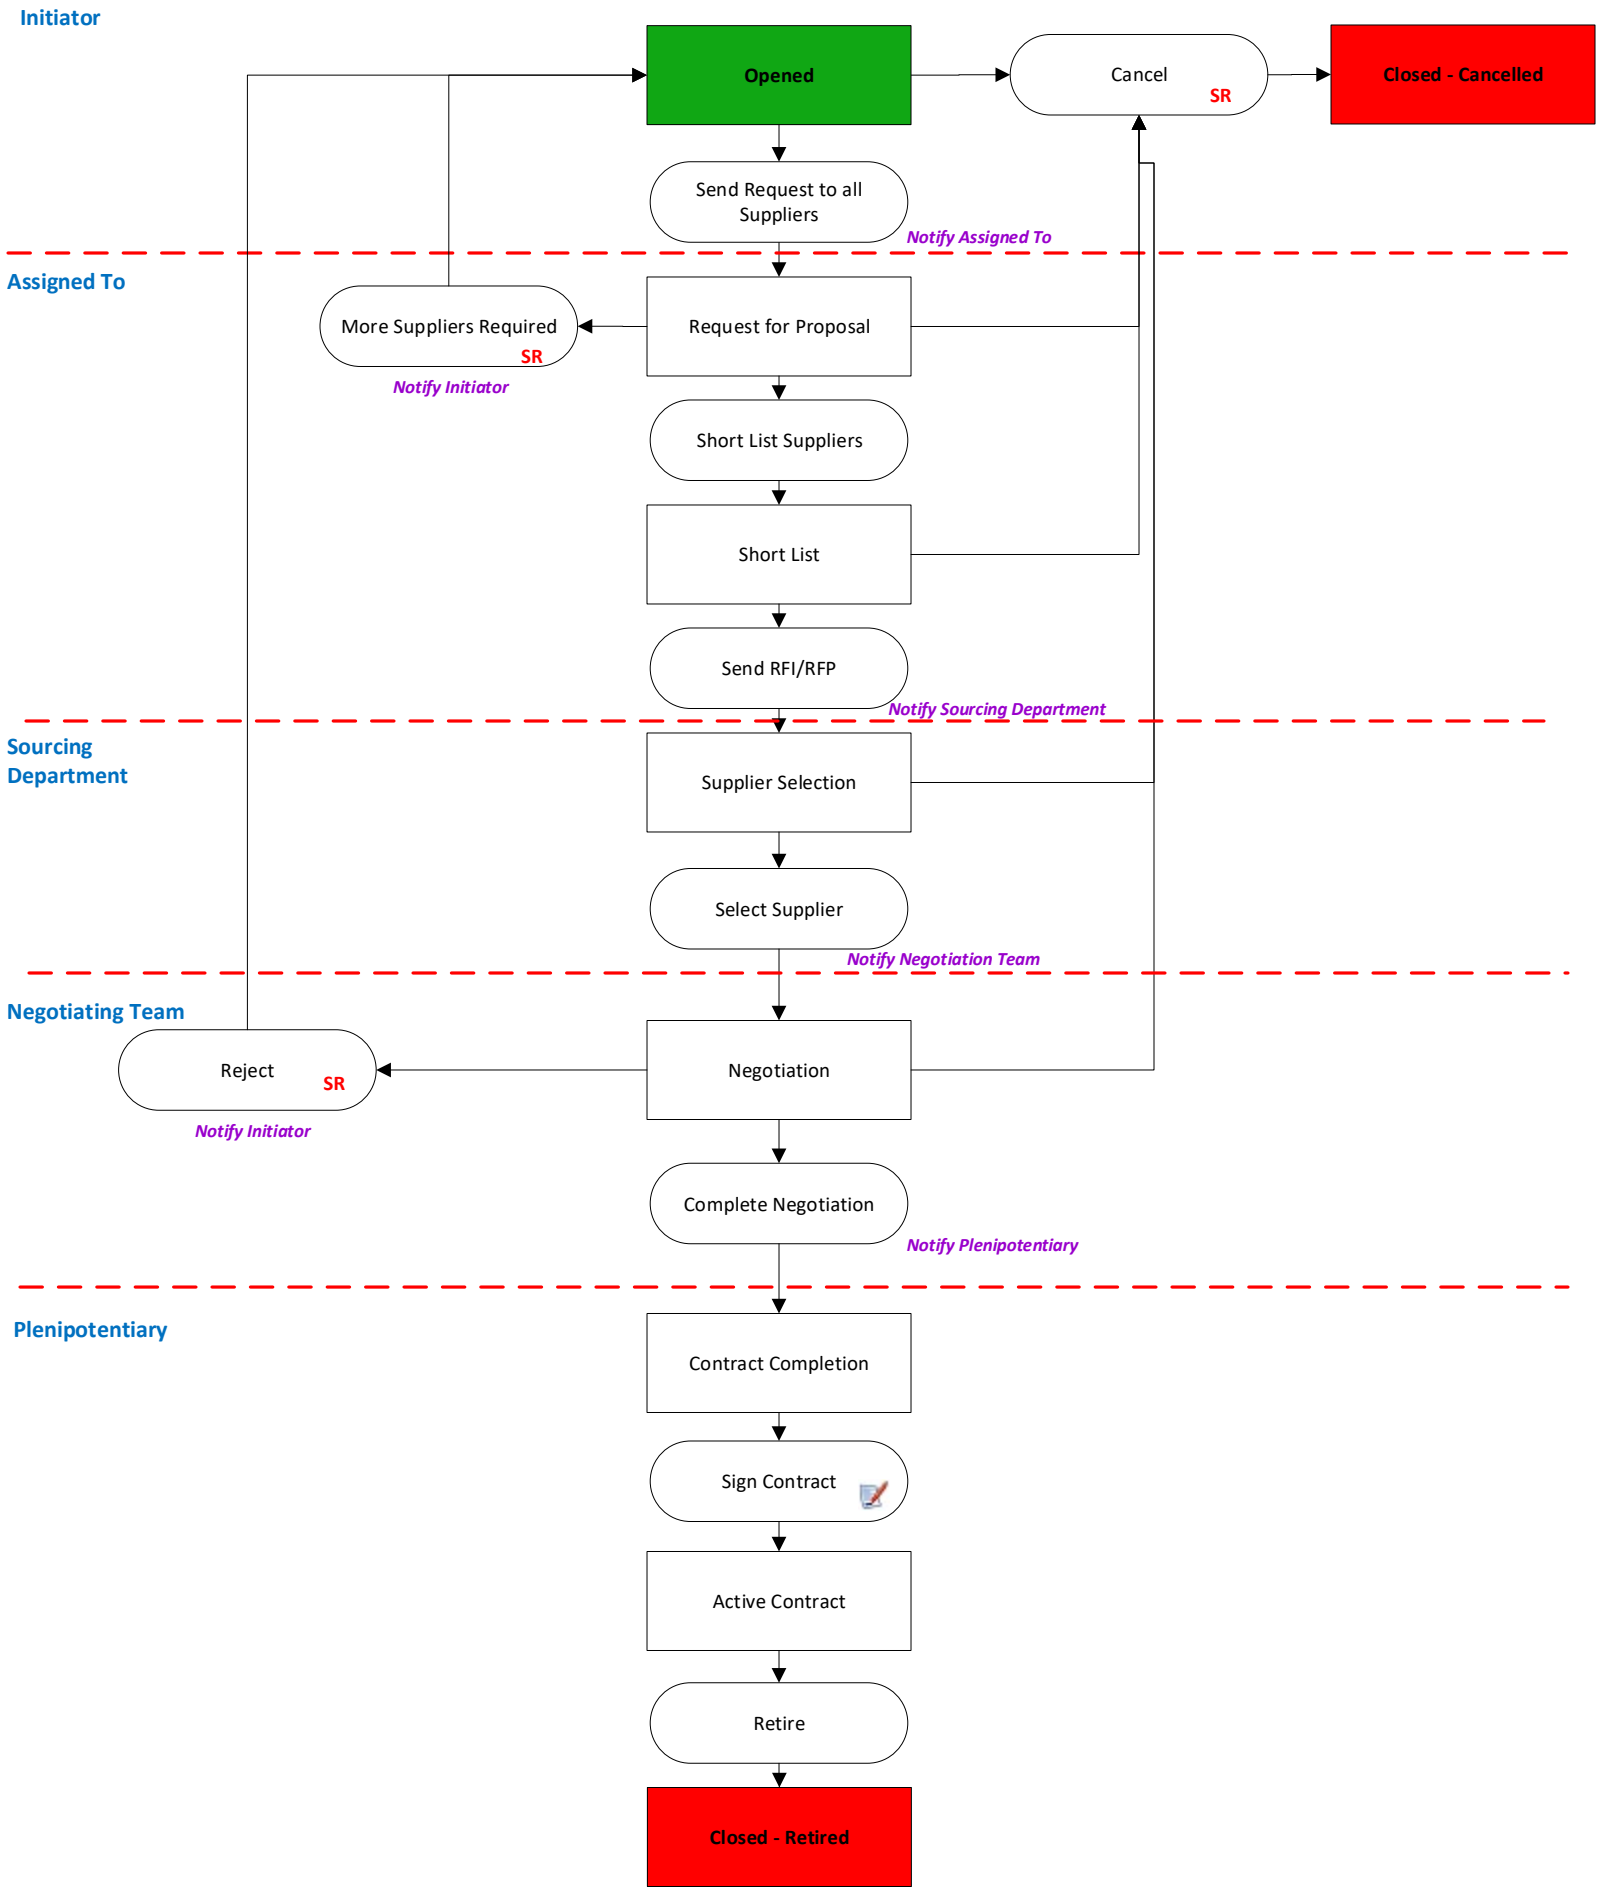 Initiator
Opened
Cancel
SR
Closed - Cancelled
Send Request to all
Suppliers
Notify Assigned To
Assigned To
More Suppliers Required
SR
Notify Initiator
Request for Proposal
Short List Suppliers
Short List
Send RFI/RFP
Notify Sourcing Department
Sourcing
Department
Supplier Selection
Select Supplier
Notify Negotiation Team
Negotiating Team
Reject
SR
Notify Initiator
Negotiation
Complete Negotiation
Notify Plenipotentiary
Plenipotentiary
Contract Completion
Sign Contract
Active Contract
Retire
Closed - Retired